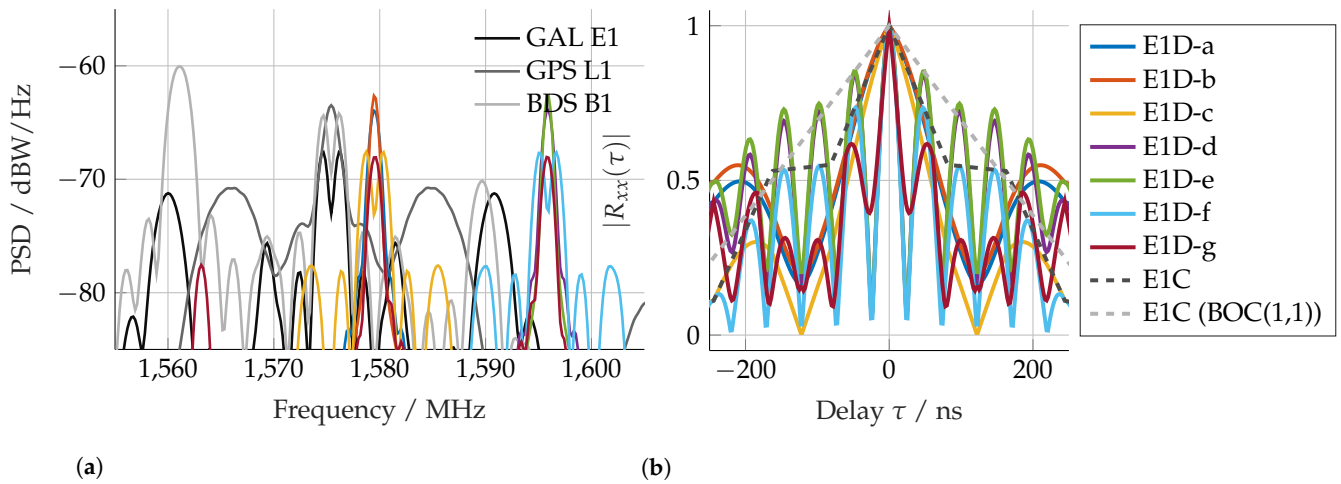 PSD / dBW/Hz
−60
−70
−80
GAL E1
GPS L1
BDS B1
1,560 1,570 1,580 1,590 1,600
Frequency / MHz
(a)
|Rxx(τ)|
1
0.5
0
−200 0 200
Delay τ / ns
(b)
E1D-a
E1D-b
E1D-c
E1D-d
E1D-e
E1D-f
E1D-g
E1C
E1C (BOC(1,1))